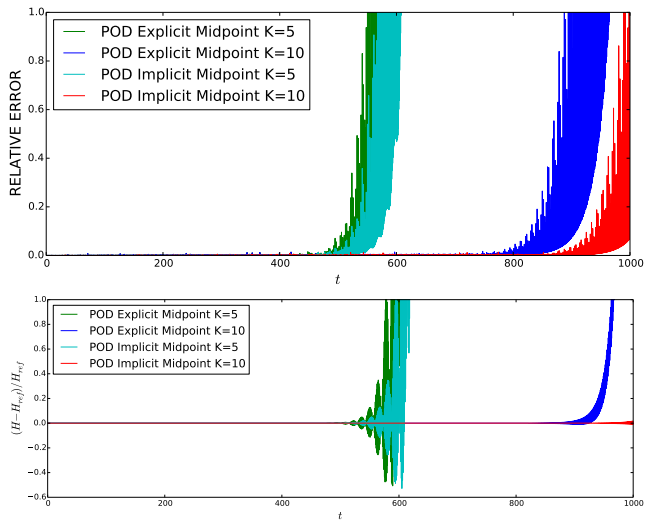 1.0
0.8
0.6
0.4
0.2
0.0
RELATIVE ERROR
POD Explicit Midpoint K=5
POD Explicit Midpoint K=10
POD Implicit Midpoint K=5
POD Implicit Midpoint K=10
0 200 400 600 800 1000
t
1.0
0.8
0.6
0.4
0.2
0.0
−0.2
−0.4
−0.6
(H−H_{ref})/H_{ref}
POD Explicit Midpoint K=5
POD Explicit Midpoint K=10
POD Implicit Midpoint K=5
POD Implicit Midpoint K=10
0 200 400 600 800 1000
t